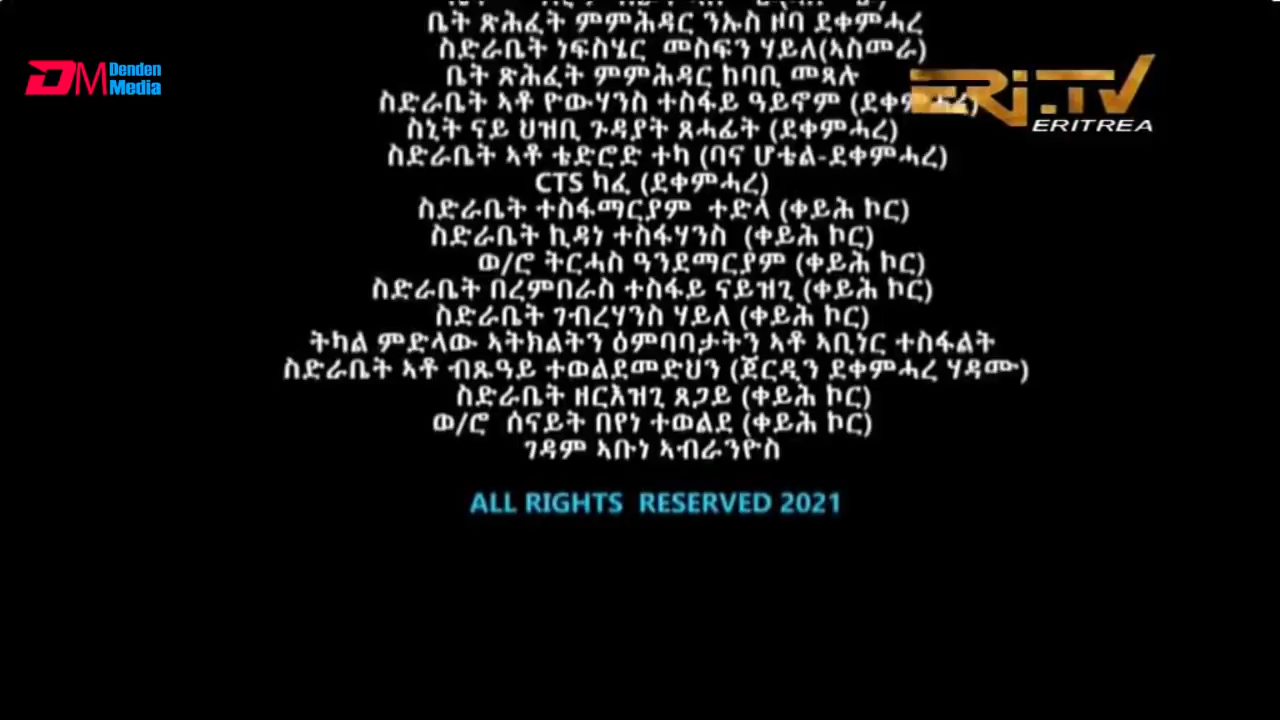 ቤት ጽሕፈት ምምሕዳር ንኡስ ዞባ ደቀምሓረ
ስድራቤት ነፍስሄር መስፍን ሃይለ(ኣስመራ)
ቤት ጽሕፈት ምምሕዳር ከባቢ መጻሉ
ስድራቤት ኣቶ ዮውሃንስ ተስፋይ ዓይኖም (ደቀምሓረ)
ስኒት ናይ ህዝቢ ጉዳያት ጸሓፊት (ደቀምሓረ)
ስድራቤት ኣቶ ቴድሮድ ተካ (ባና ሆቴል-ደቀምሓረ)
CTS ካፈ (ደቀምሓረ)
ስድራቤት ተስፋማርያም ተድላ (ቀይሕ ኮር)
ስድራቤት ኪዳነ ተስፋሃንስ (ቀይሕ ኮር)
ወ/ሮ ትርሓስ ዓንደማርያም (ቀይሕ ኮር)
ስድራቤት በረምበራስ ተስፋይ ናይዝጊ (ቀይሕ ኮር)
ስድራቤት ገብረሃንስ ሃይለ (ቀይሕ ኮር)
ትካል ምድላው ኣትክልትን ዕምባባታትን ኣቶ ኣቢነር ተስፋልት
ስድራቤት ኣቶ ብጹዓይ ተወልደመድህን (ጀርዲን ደቀምሓረ ሃዳሙ)
ስድራቤት ዘርእዝጊ ጸጋይ (ቀይሕ ኮር)
ወ/ሮ ሰናይት በየነ ተወልደ (ቀይሕ ኮር)
ገዳም ኣቡነ ኣብራንዮስ
ALL RIGHTS RESERVED 2021
DM Denden
Media
ERI.TV
ERITREA